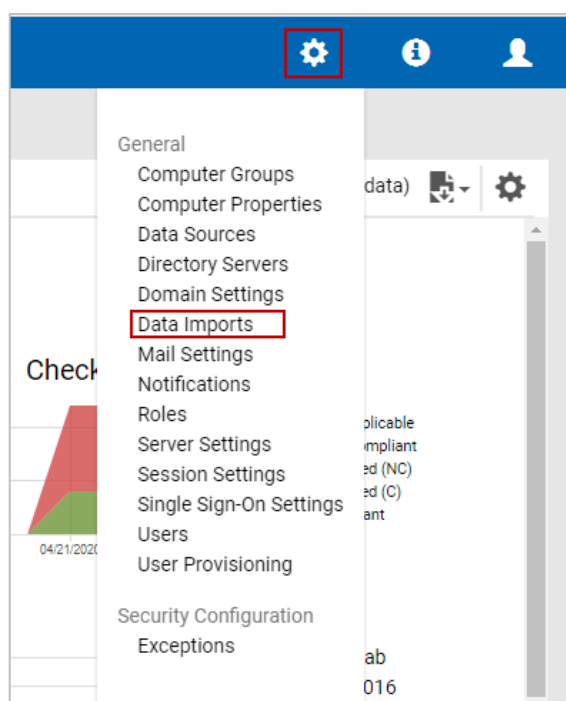 General
Computer Groups
data)
Computer Properties
Data Sources
Directory Servers
Domain Settings
Data Imports
Mail Settings
Check
Notifications
Roles
plicable
Server Settings
mpliant
Session Settings
ed (NC)
Single Sign-On Settings
ed (C)
ant
Users
04/21/2020
User Provisioning
Security Configuration
Exceptions
ab
016